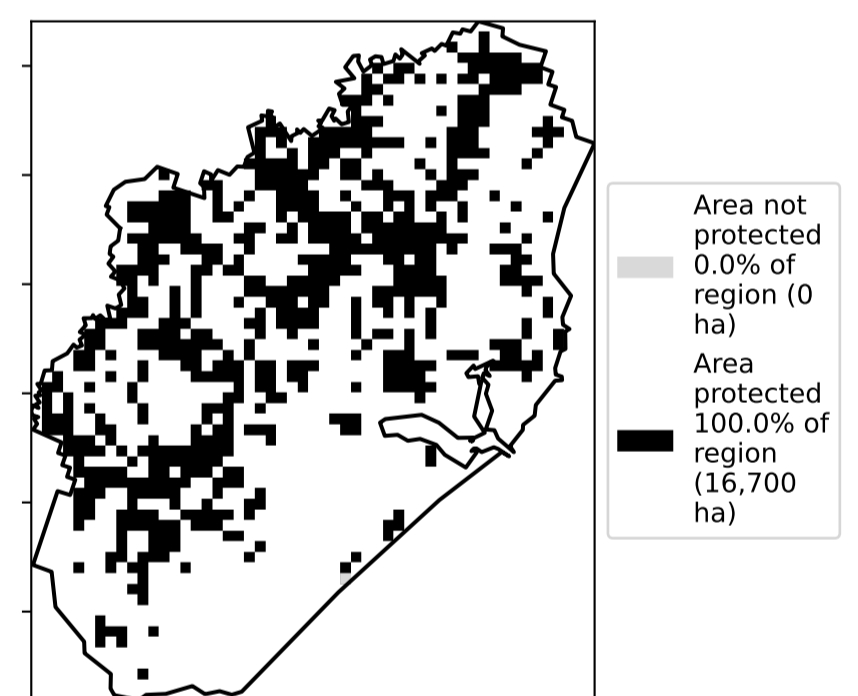 Area not
protected
0.0% of
region (0
ha)
Area
protected
100.0% of
region
(16,700
ha)